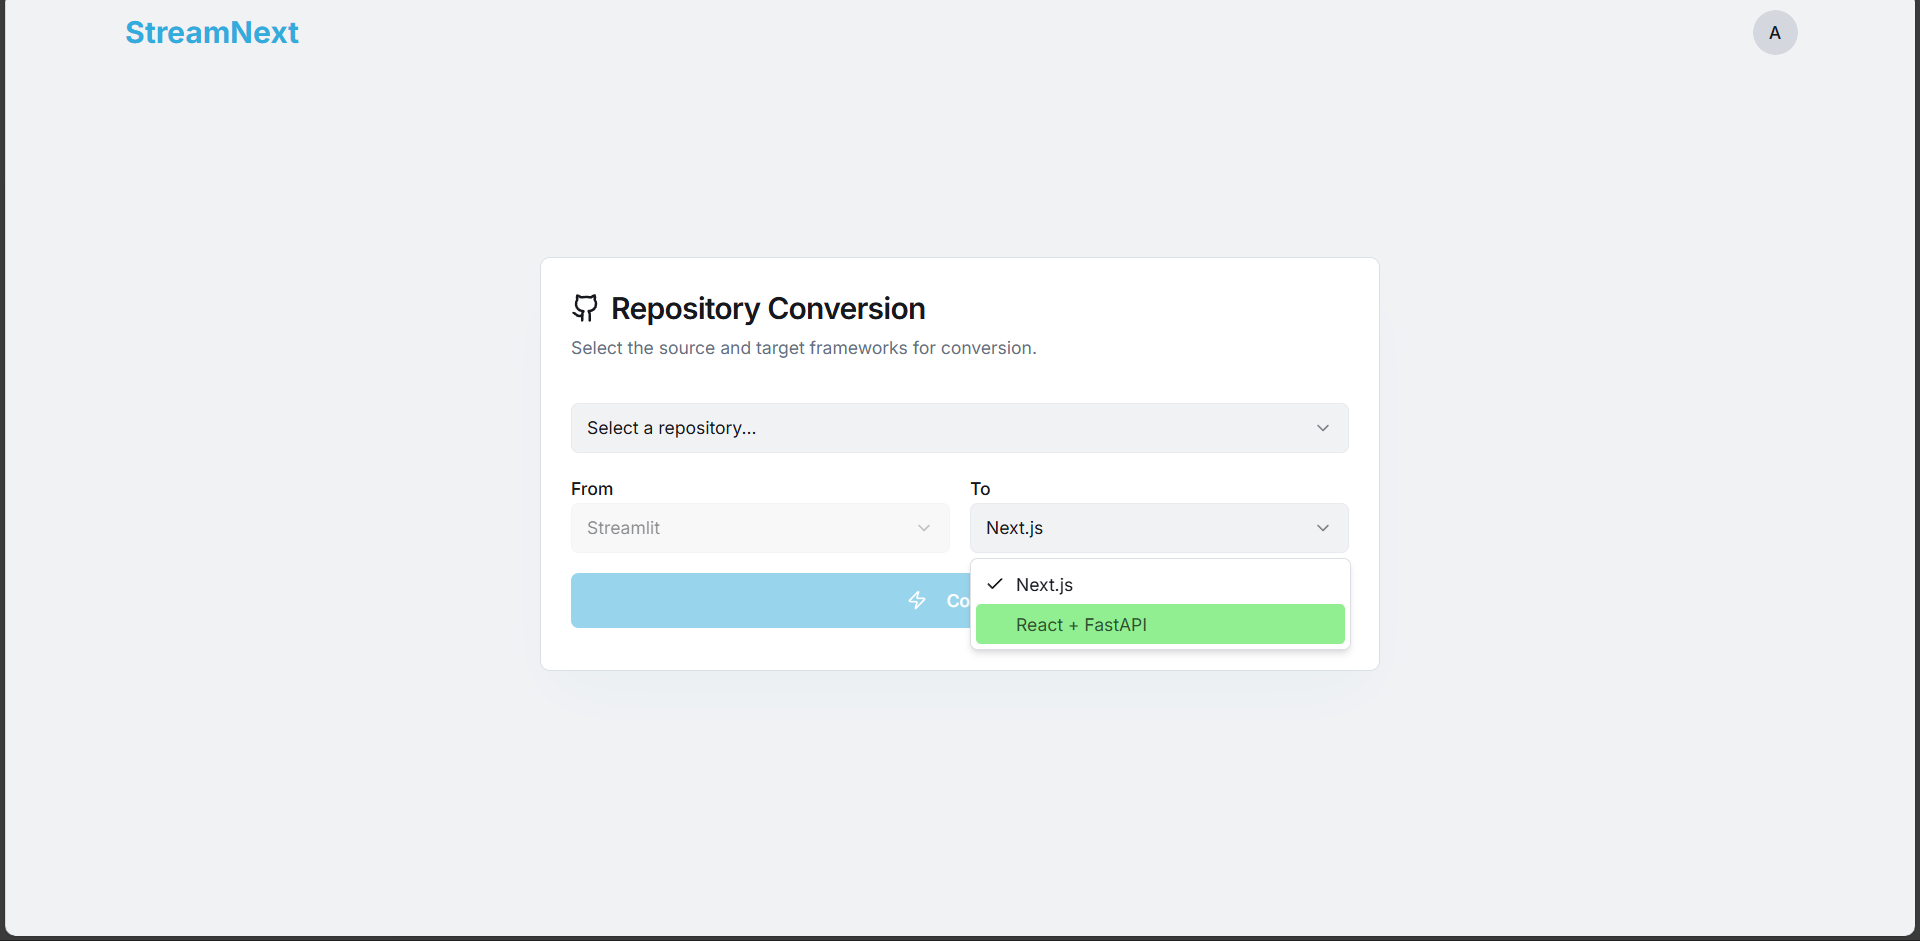 StreamNext
A
Repository Conversion
Select the source and target frameworks for conversion.
Select a repository...
From
To
Streamlit
Next.js
Next.js
Co
React + FastAPI